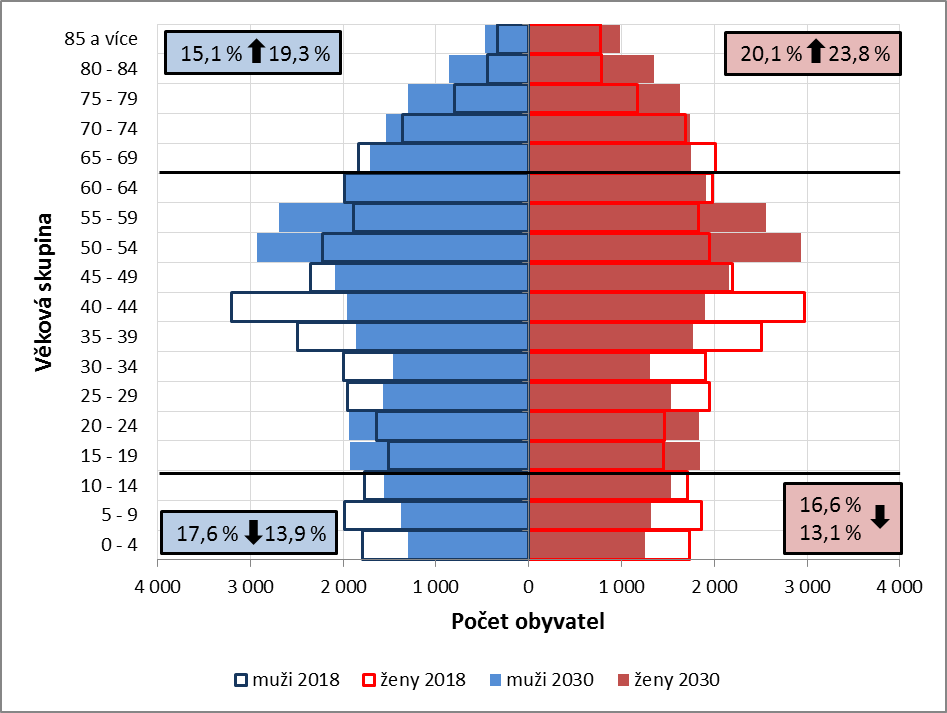 15,1 % 19,3 %
20,1 % 23,8 %
Věková skupina
85 a více
80 - 84
75 - 79
70 - 74
65 - 69
60 - 64
55 - 59
50 - 54
45 - 49
40 - 44
35 - 39
30 - 34
25 - 29
20 - 24
15 - 19
10 - 14
5 - 9
0 - 4
17,6 % 13,9 %
16,6 %
13,1 %
4 000 3 000 2 000 1 000 0 1 000 2 000 3 000 4 000
Počet obyvatel
muži 2018 ženy 2018 muži 2030 ženy 2030